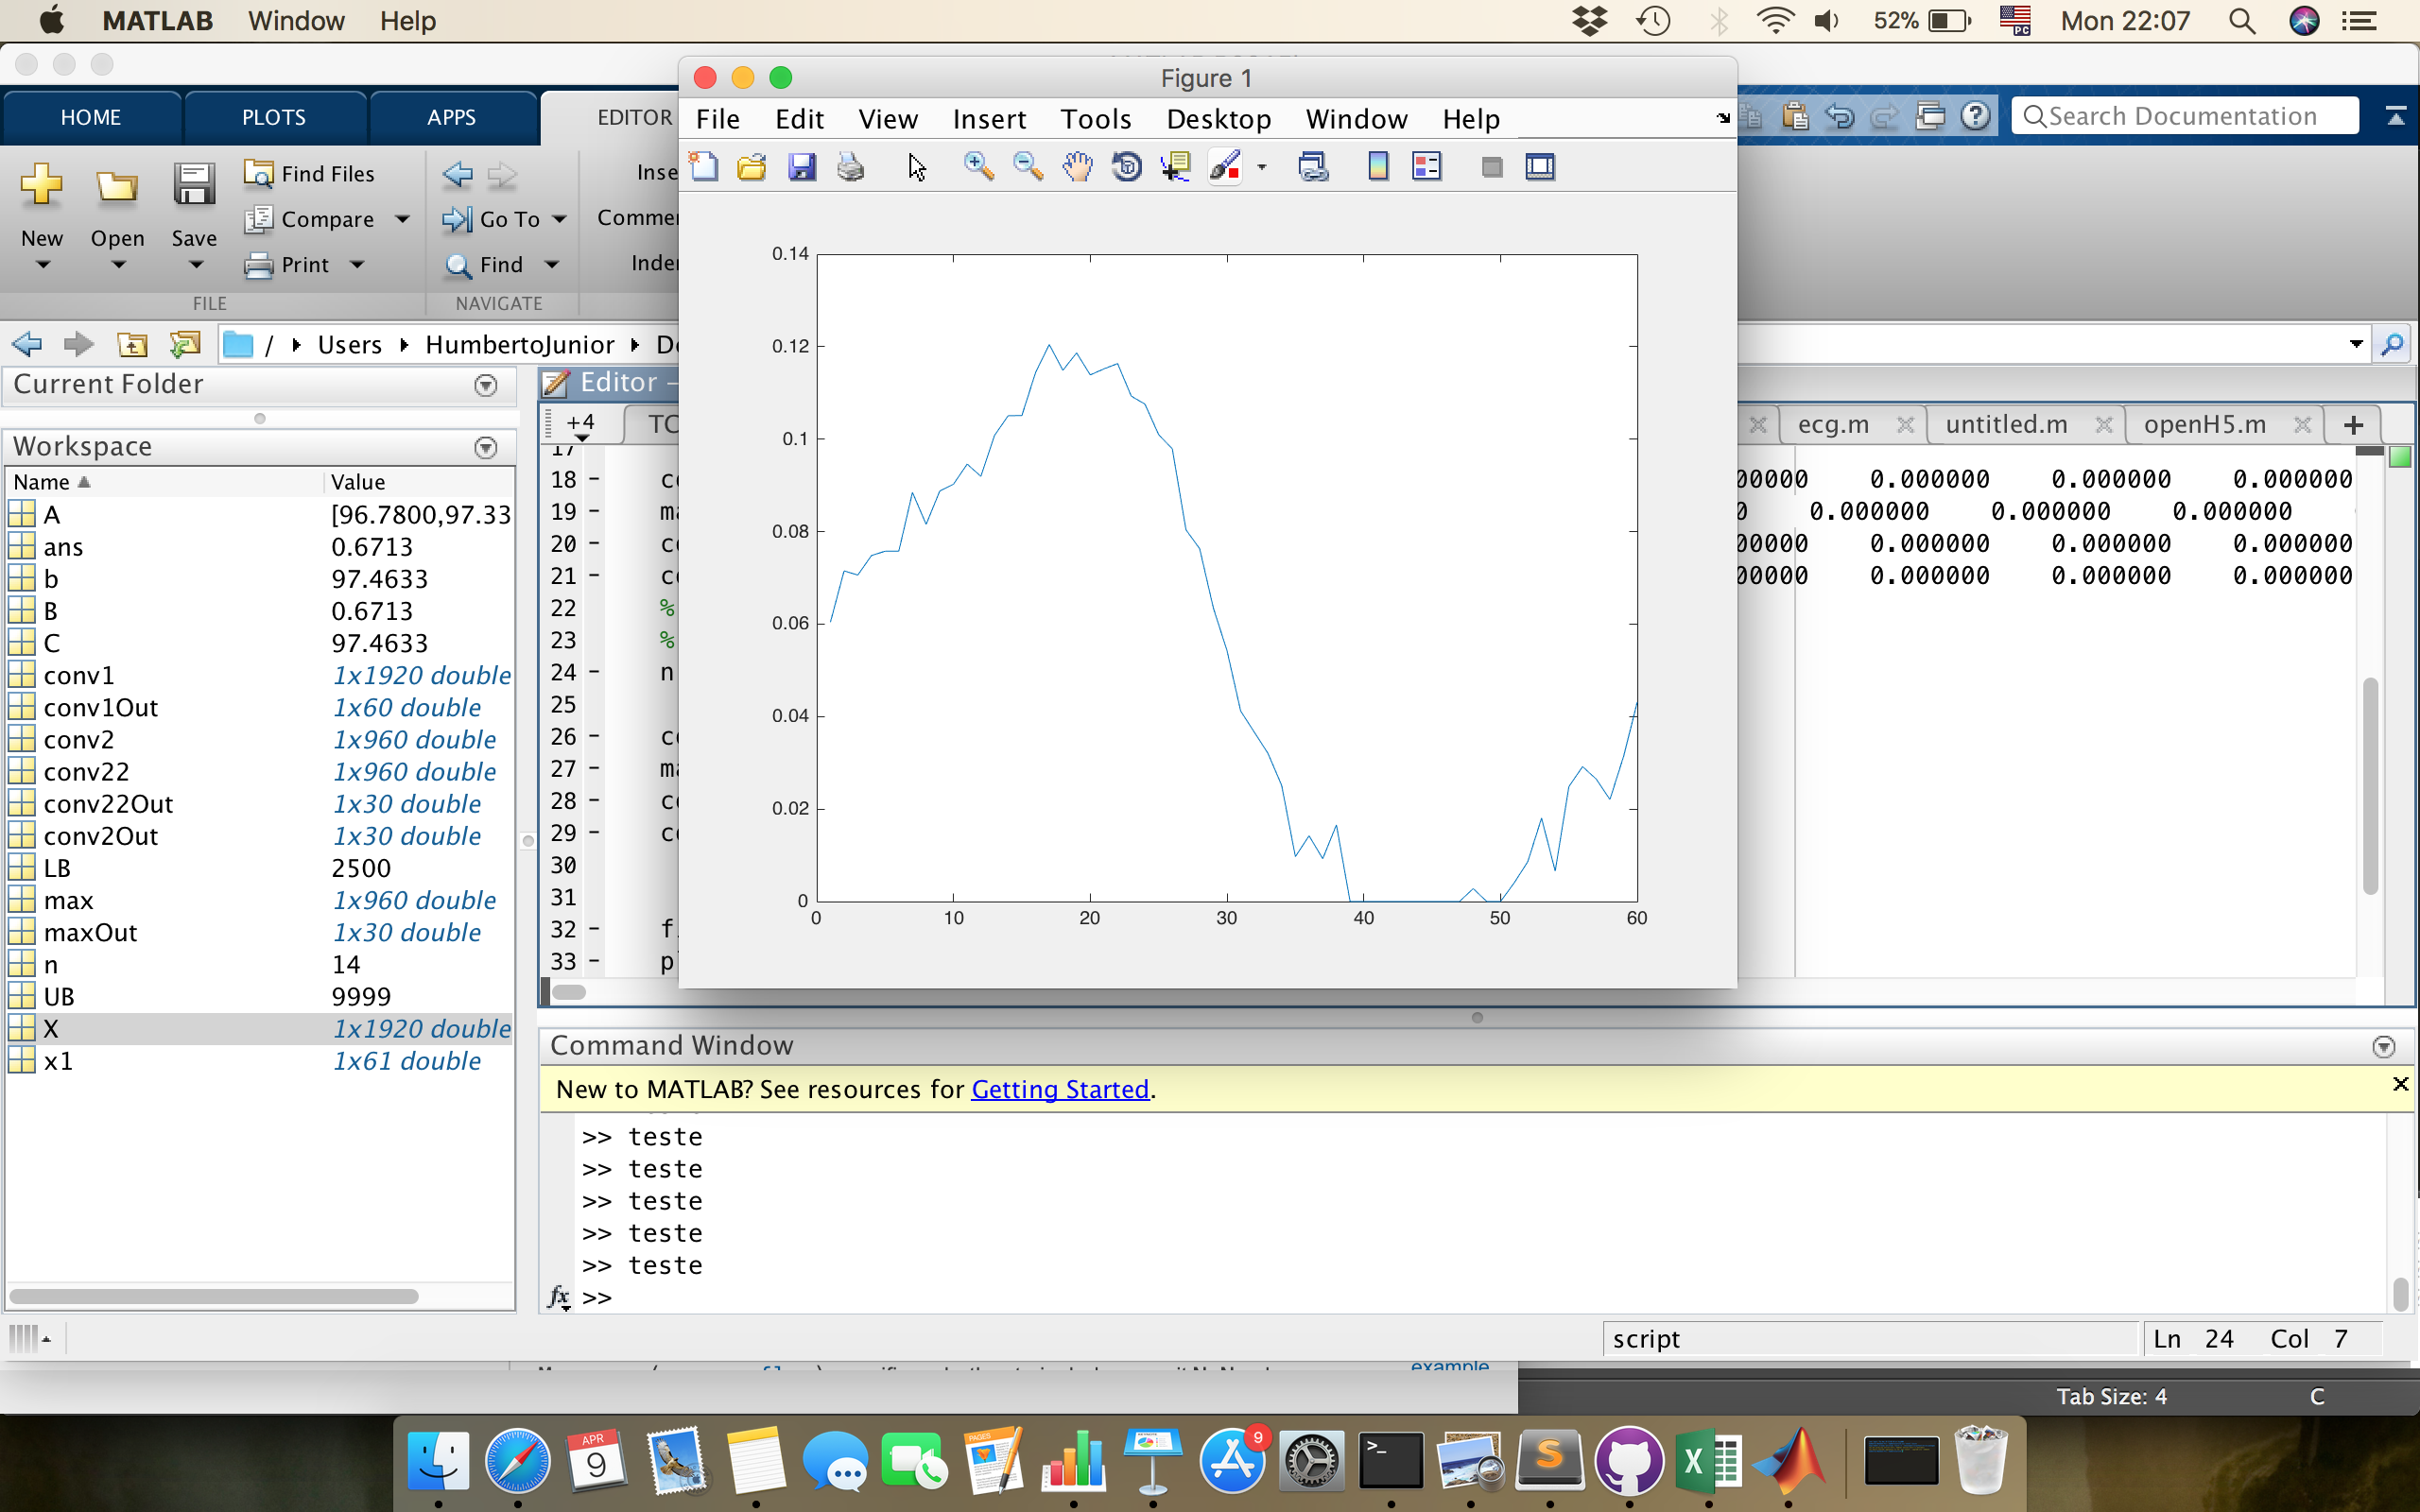 MATLAB Window Help 52% PC Mon 22:07
Figure 1
HOME PLOTS APPS EDITOR
File Edit View Insert Tools Desktop Window Help
Search Documentation
New Open Save
Find Files
Compare
Print
Go To
Find
FILE NAVIGATE
/ Users HumbertoJunior
Current Folder
Workspace
Name Value
A [96.7800,97.33
ans 0.6713
b 97.4633
B 0.6713
C 97.4633
conv1 1x1920 double
conv1Out 1x60 double
conv2 1x960 double
conv22 1x960 double
conv22Out 1x30 double
conv2Out 1x30 double
LB 2500
max 1x960 double
maxOut 1x30 double
n 14
UB 9999
X 1x1920 double
x1 1x61 double
Editor –
+4 TC
ecg.m untitled.m openH5.m +
17
18 –
19 –
20 –
21 –
22 %
23 %
24 – n
25
26 –
27 –
28 –
29 –
30
31
32 –
33 –
00000 0.000000 0.000000 0.000000
0 0.000000 0.000000 0.000000
00000 0.000000 0.000000 0.000000
00000 0.000000 0.000000 0.000000
0.14
0.12
0.1
0.08
0.06
0.04
0.02
0
0 10 20 30 40 50 60
Command Window
New to MATLAB? See resources for Getting Started.
>> teste
>> teste
>> teste
>> teste
>> teste
fx >>
script Ln 24 Col 7
example
Tab Size: 4 C
APR
9
PAGES
9
>_
S
X